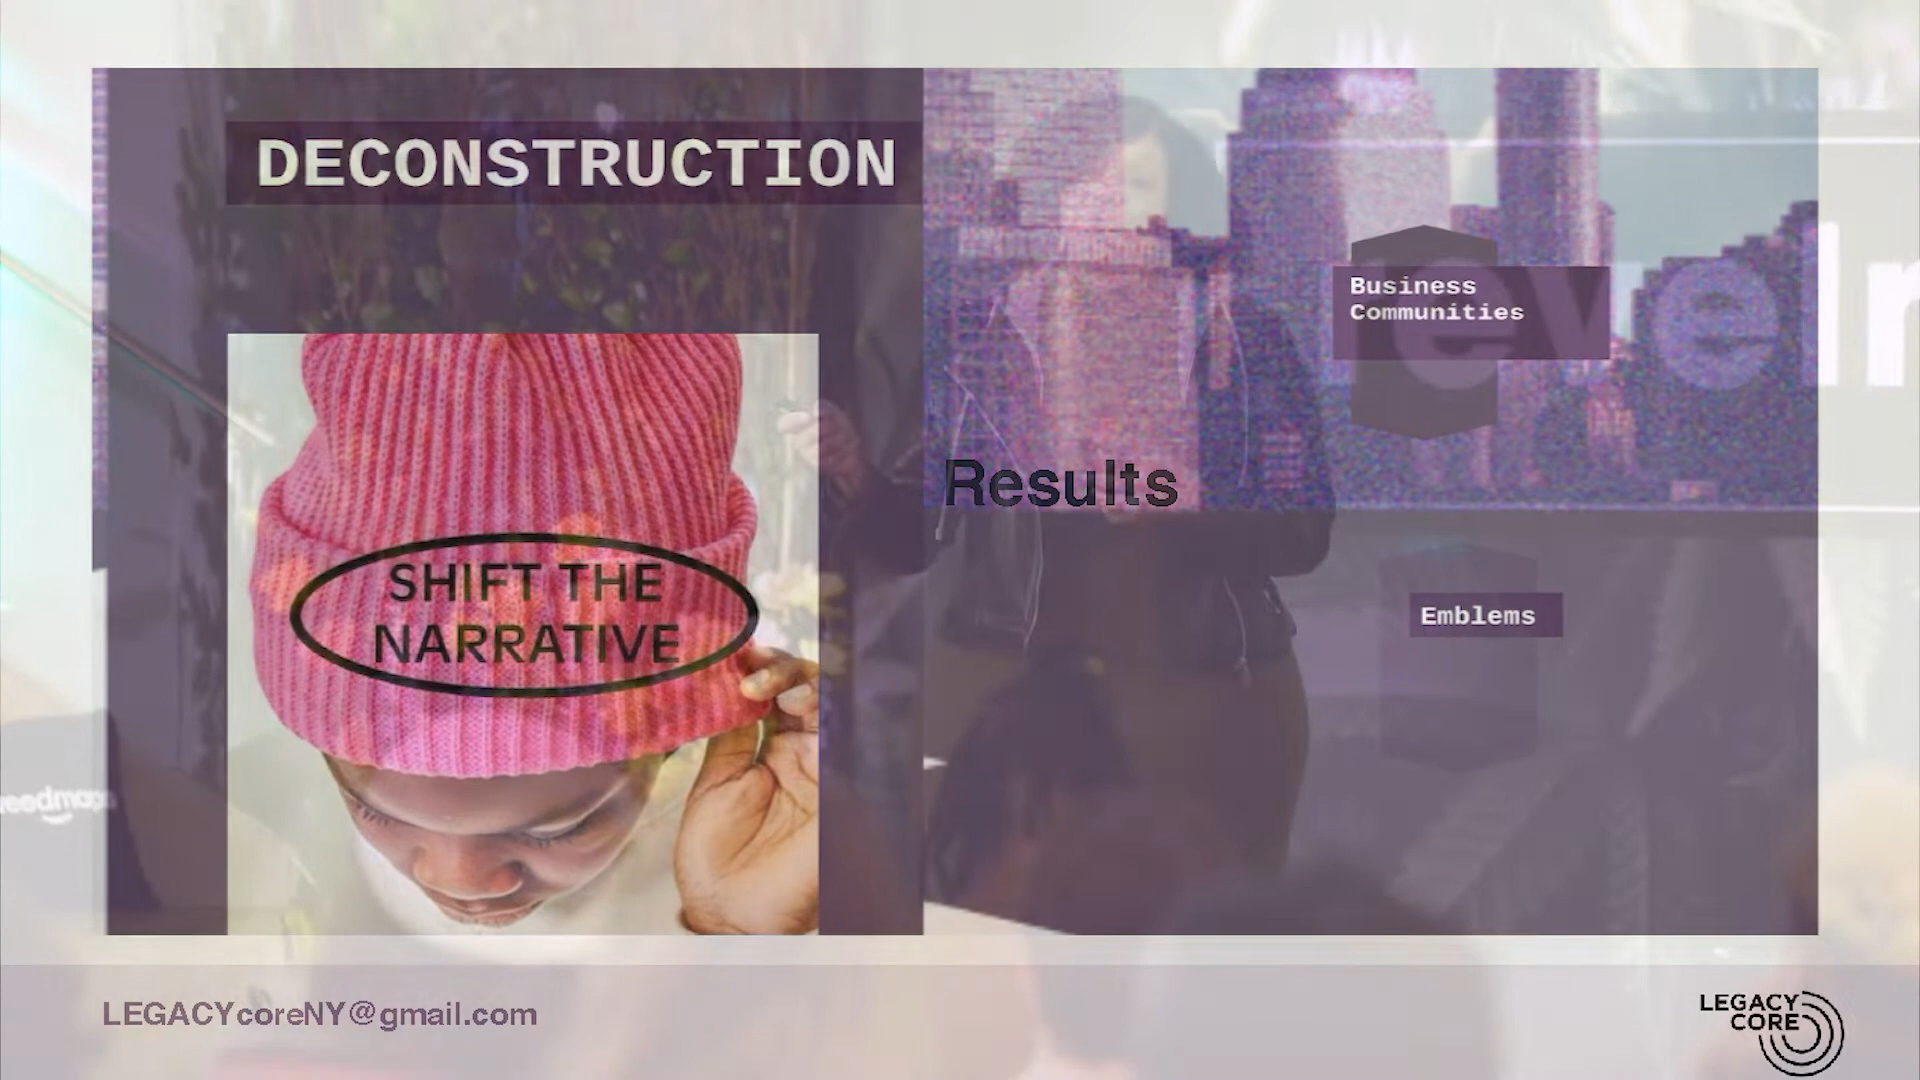 DECONSTRUCTION
Business
Communities
Results
SHIFT THE
NARRATIVE
Emblems
LEGACYcoreNY@gmail.com
LEGACY
CORE